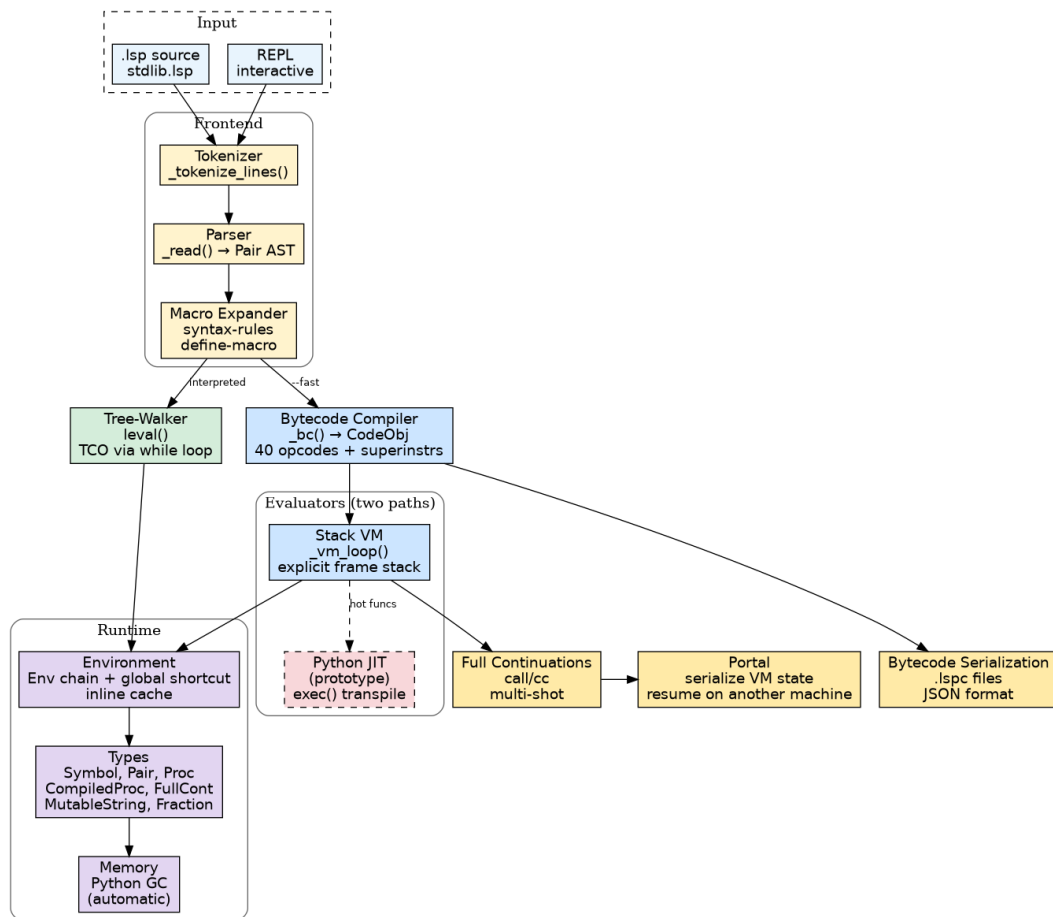 Input
.lsp source
stdlib.lsp
REPL
interactive
Frontend
Tokenizer
_tokenize_lines()
Parser
_read() → Pair AST
Macro Expander
syntax-rules
define-macro
interpreted
--fast
Tree-Walker
leval()
TCO via while loop
Bytecode Compiler
_bc() → CodeObj
40 opcodes + superinstrs
Evaluators (two paths)
Stack VM
_vm_loop()
explicit frame stack
hot funcs
Runtime
Environment
Env chain + global shortcut
inline cache
Python JIT
(prototype)
exec() transpile
Full Continuations
call/cc
multi-shot
Portal
serialize VM state
resume on another machine
Bytecode Serialization
.lspc files
JSON format
Types
Symbol, Pair, Proc
CompiledProc, FullCont
MutableString, Fraction
Memory
Python GC
(automatic)